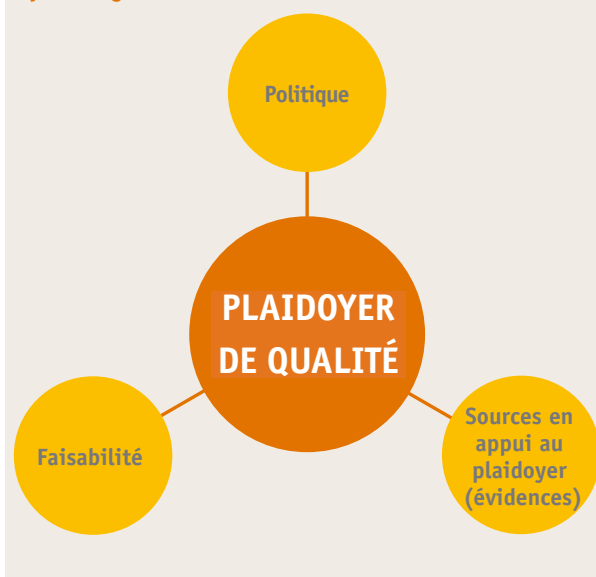 Politique
PLAIDOYER
DE QUALITÉ
Faisabilité
Sources en
appui au
plaidoyer
(évidences)